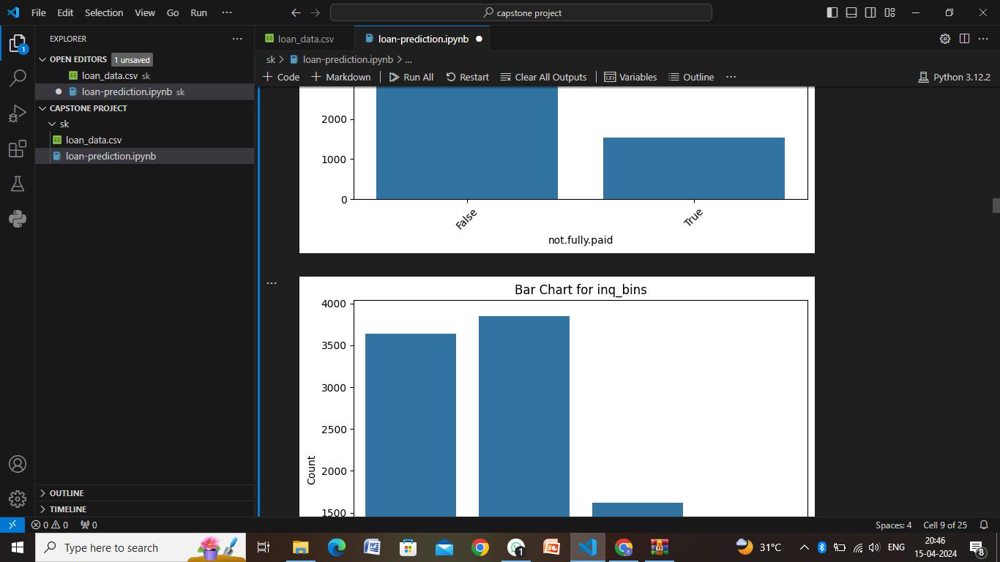 File Edit Selection View Go Run ···
capstone project
EXPLORER ···
1
OPEN EDITORS 1 unsaved
loan_data.csv sk
loan-prediction.ipynb sk
CAPSTONE PROJECT
sk
loan_data.csv
loan-prediction.ipynb
OUTLINE
TIMELINE
loan_data.csv loan-prediction.ipynb
sk > loan-prediction.ipynb > ...
+ Code + Markdown Run All Restart Clear All Outputs Variables Outline ··· Python 3.12.2
2000
1000
0
False True
not.fully.paid
Bar Chart for inq_bins
4000
3500
3000
2500
2000
1500
Count
0 0 0 Spaces: 4 Cell 9 of 25
Type here to search
1
31°C ENG 20:46
15-04-2024
8